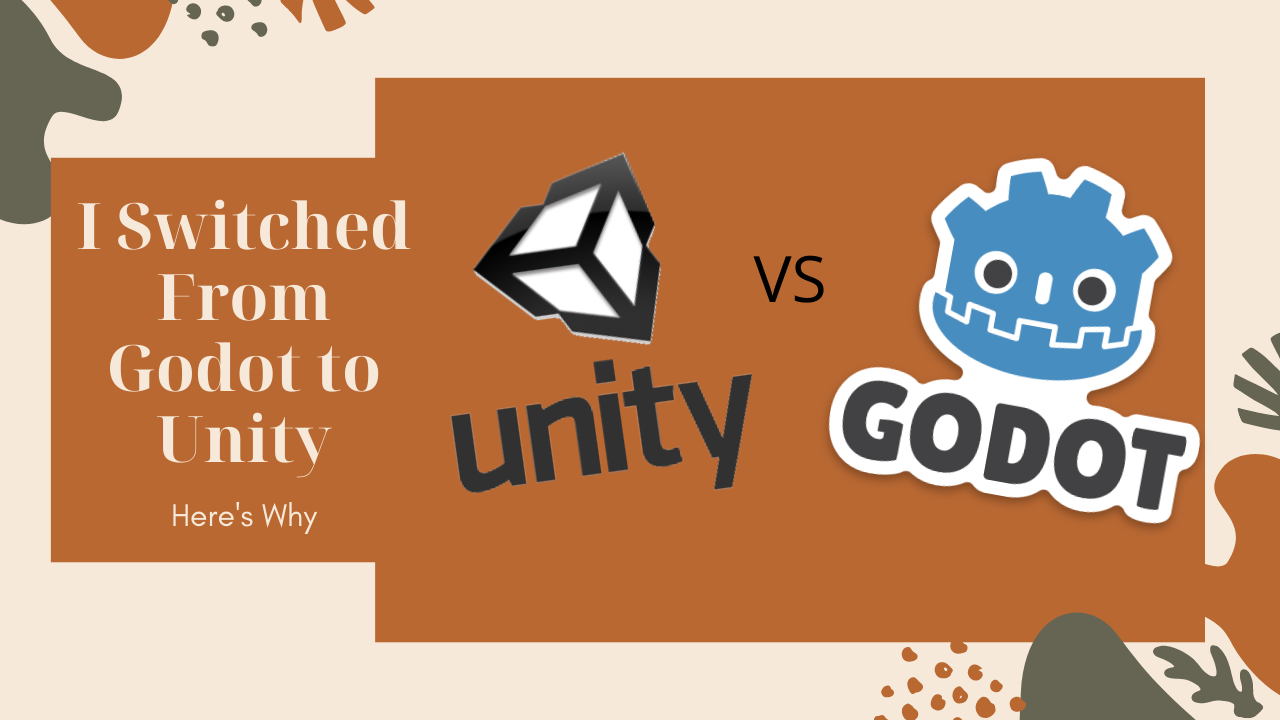 I Switched
From
Godot to
Unity
Here's Why
unity
VS
GODOT